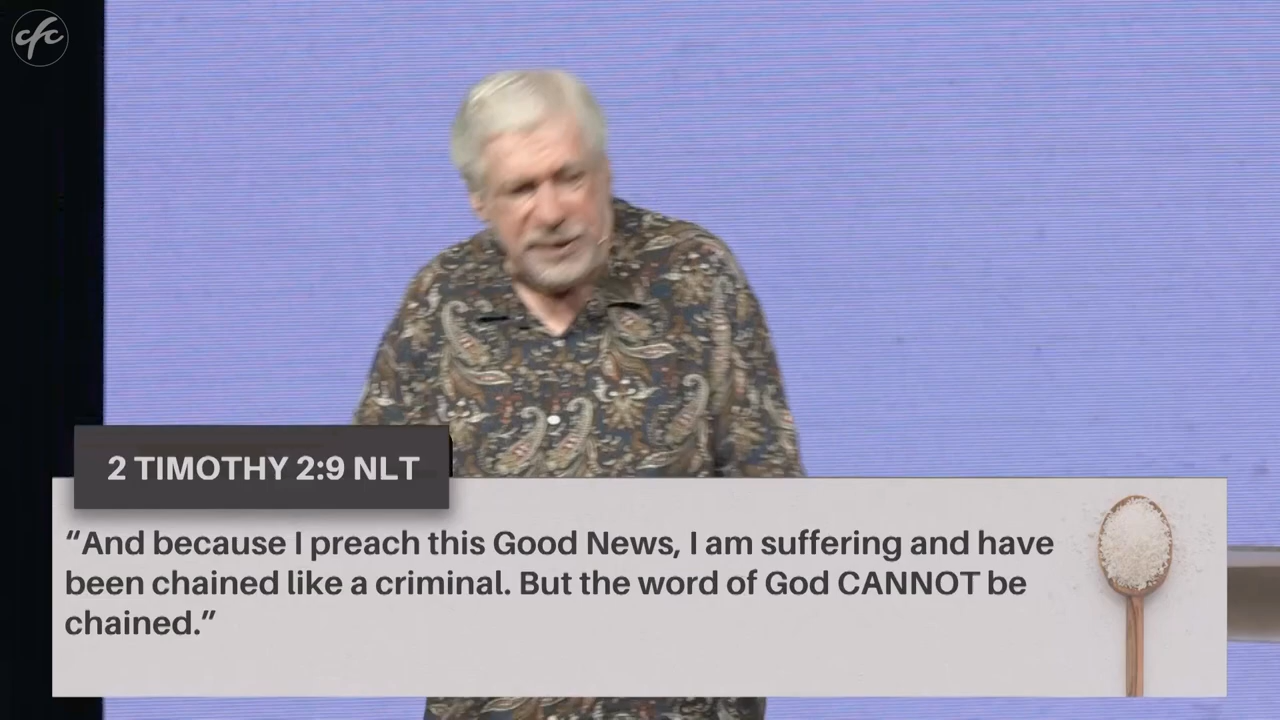 cfc
2 TIMOTHY 2:9 NLT
“And because I preach this Good News, I am suffering and have
been chained like a criminal. But the word of God CANNOT be
chained.”